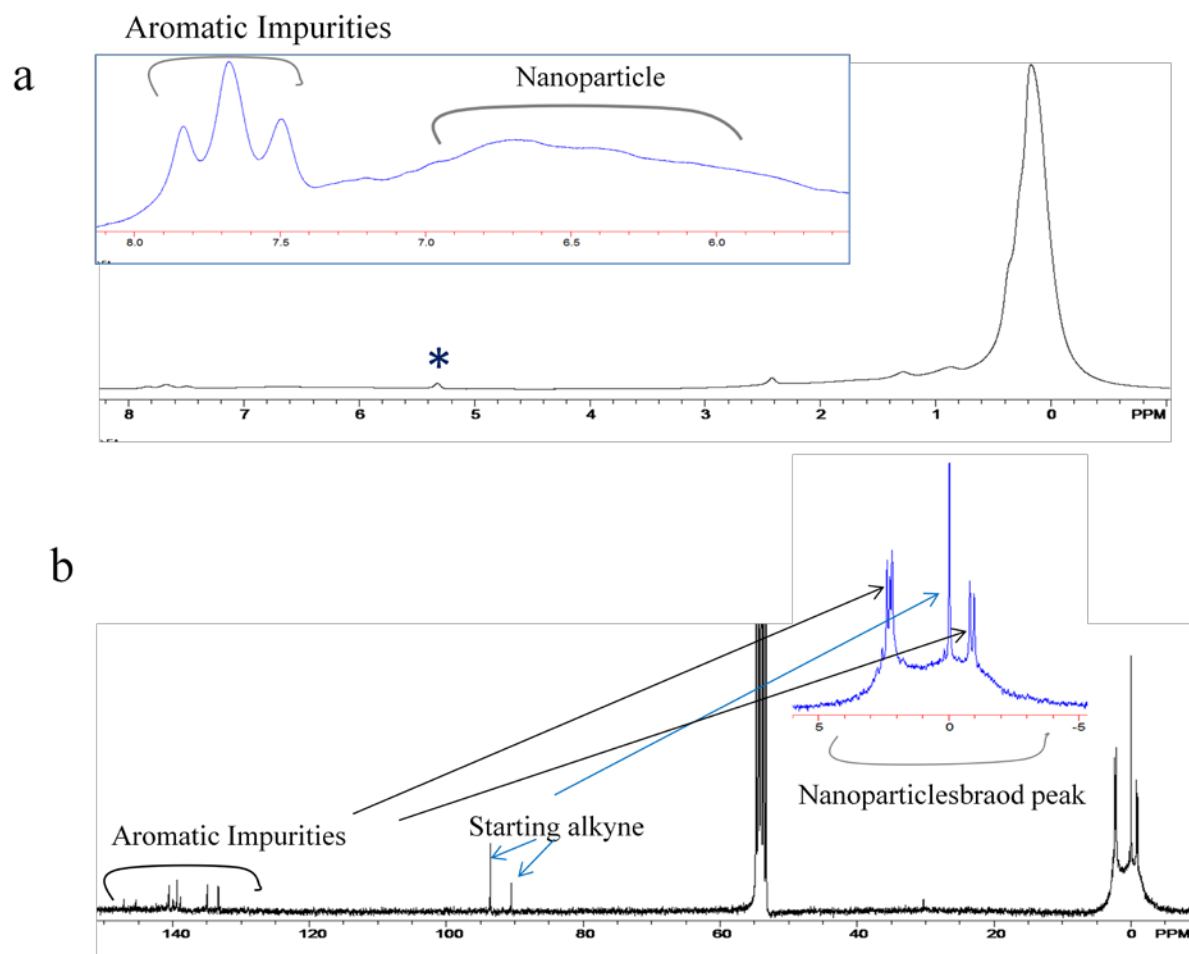 Aromatic Impurities
a
Nanoparticle
8.0 7.5 7.0 6.5 6.0
*
8 7 6 5 4 3 2 1 0 PPM
b
5 0 -5
Nanoparticlesbraod peak
Aromatic Impurities
Starting alkyne
140 120 100 80 60 40 20 0 PPM